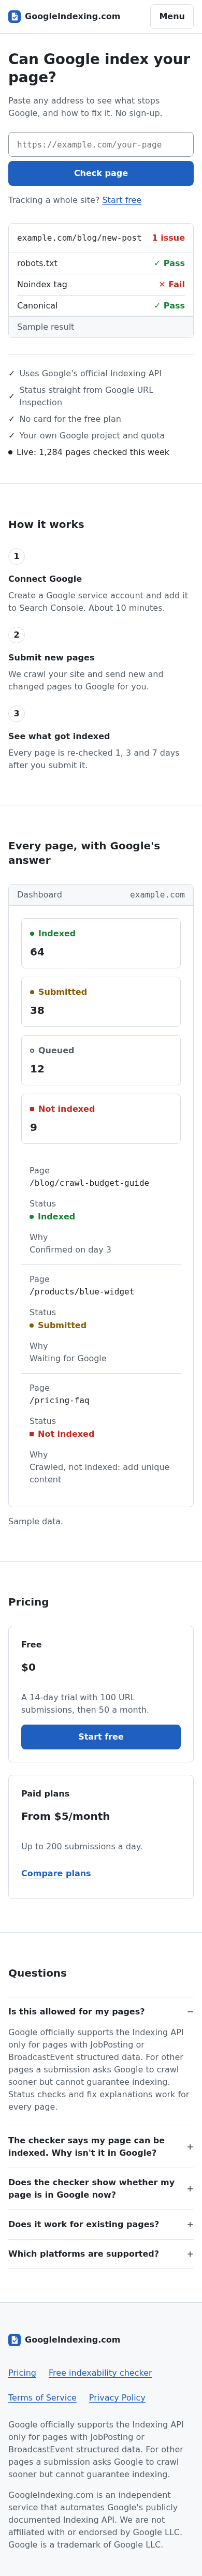 GoogleIndexing.com
Menu
Can Google index your
page?
Paste any address to see what stops
Google, and how to fix it. No sign-up.
https://example.com/your-page
Check page
Tracking a whole site? Start free
example.com/blog/new-post 1 issue
robots.txt ✓ Pass
Noindex tag ✕ Fail
Canonical ✓ Pass
Sample result
✓ Uses Google's official Indexing API
✓ Status straight from Google URL
Inspection
✓ No card for the free plan
✓ Your own Google project and quota
● Live: 1,284 pages checked this week
How it works
1
Connect Google
Create a Google service account and add it
to Search Console. About 10 minutes.
2
Submit new pages
We crawl your site and send new and
changed pages to Google for you.
3
See what got indexed
Every page is re-checked 1, 3 and 7 days
after you submit it.
Every page, with Google's
answer
Dashboard example.com
Indexed
64
Submitted
38
Queued
12
Not indexed
9
Page
/blog/crawl-budget-guide
Status
Indexed
Why
Confirmed on day 3
Page
/products/blue-widget
Status
Submitted
Why
Waiting for Google
Page
/pricing-faq
Status
Not indexed
Why
Crawled, not indexed: add unique
content
Sample data.
Pricing
Free
$0
A 14-day trial with 100 URL
submissions, then 50 a month.
Start free
Paid plans
From $5/month
Up to 200 submissions a day.
Compare plans
Questions
Is this allowed for my pages? −
Google officially supports the Indexing API
only for pages with JobPosting or
BroadcastEvent structured data. For other
pages a submission asks Google to crawl
sooner but cannot guarantee indexing.
Status checks and fix explanations work for
every page.
The checker says my page can be
indexed. Why isn't it in Google? +
Does the checker show whether my
page is in Google now? +
Does it work for existing pages? +
Which platforms are supported? +
GoogleIndexing.com
Pricing Free indexability checker
Terms of Service Privacy Policy
Google officially supports the Indexing API
only for pages with JobPosting or
BroadcastEvent structured data. For other
pages a submission asks Google to crawl
sooner but cannot guarantee indexing.
GoogleIndexing.com is an independent
service that automates Google's publicly
documented Indexing API. We are not
affiliated with or endorsed by Google LLC.
Google is a trademark of Google LLC.